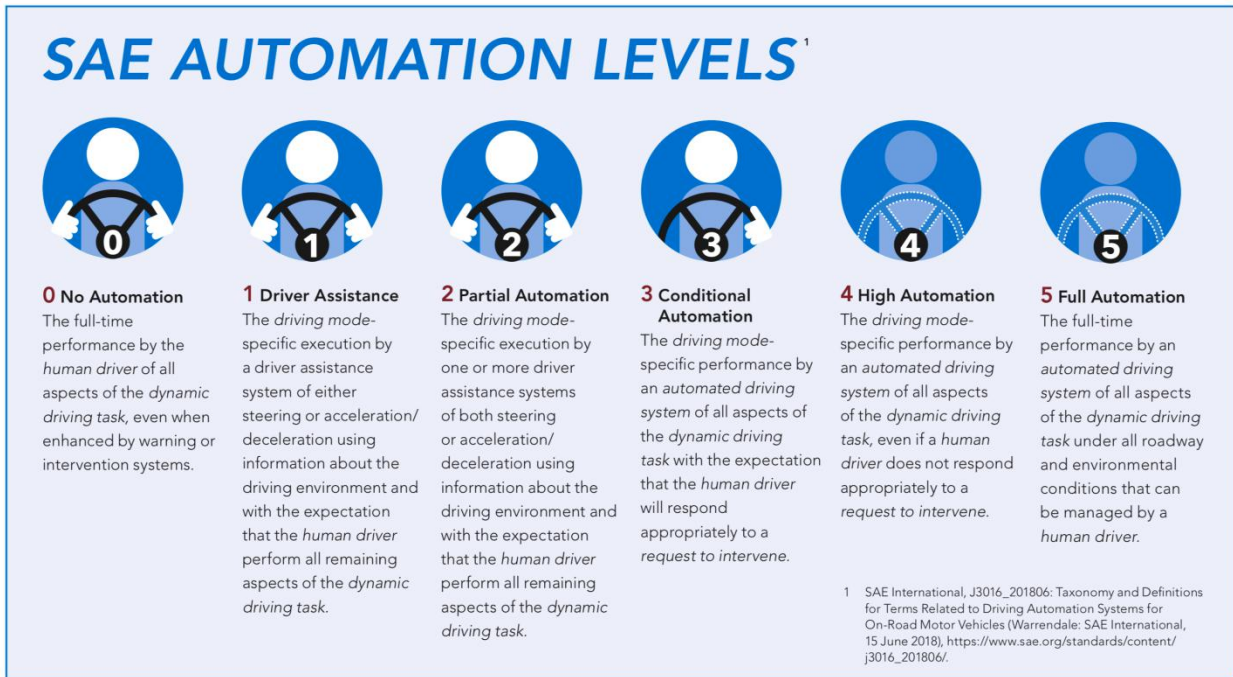 SAE AUTOMATION LEVELS 1
0
1
2
3
4
5
0 No Automation
The full-time
performance by the
human driver of all
aspects of the dynamic
driving task, even when
enhanced by warning or
intervention systems.
1 Driver Assistance
The driving mode-
specific execution by
a driver assistance
system of either
steering or acceleration/
deceleration using
information about the
driving environment and
with the expectation
that the human driver
perform all remaining
aspects of the dynamic
driving task.
2 Partial Automation
The driving mode-
specific execution by
one or more driver
assistance systems
of both steering
or acceleration/
deceleration using
information about the
driving environment and
with the expectation
that the human driver
perform all remaining
aspects of the dynamic
driving task.
3 Conditional
Automation
The driving mode-
specific performance by
an automated driving
system of all aspects of
the dynamic driving
task with the expectation
that the human driver
will respond
appropriately to a
request to intervene.
4 High Automation
The driving mode-
specific performance by
an automated driving
system of all aspects
of the dynamic driving
task, even if a human
driver does not respond
appropriately to a
request to intervene.
5 Full Automation
The full-time
performance by an
automated driving
system of all aspects
of the dynamic driving
task under all roadway
and environmental
conditions that can
be managed by a
human driver.
1 SAE International, J3016_201806: Taxonomy and Definitions
for Terms Related to Driving Automation Systems for
On-Road Motor Vehicles (Warrendale: SAE International,
15 June 2018), https://www.sae.org/standards/content/
j3016_201806/.